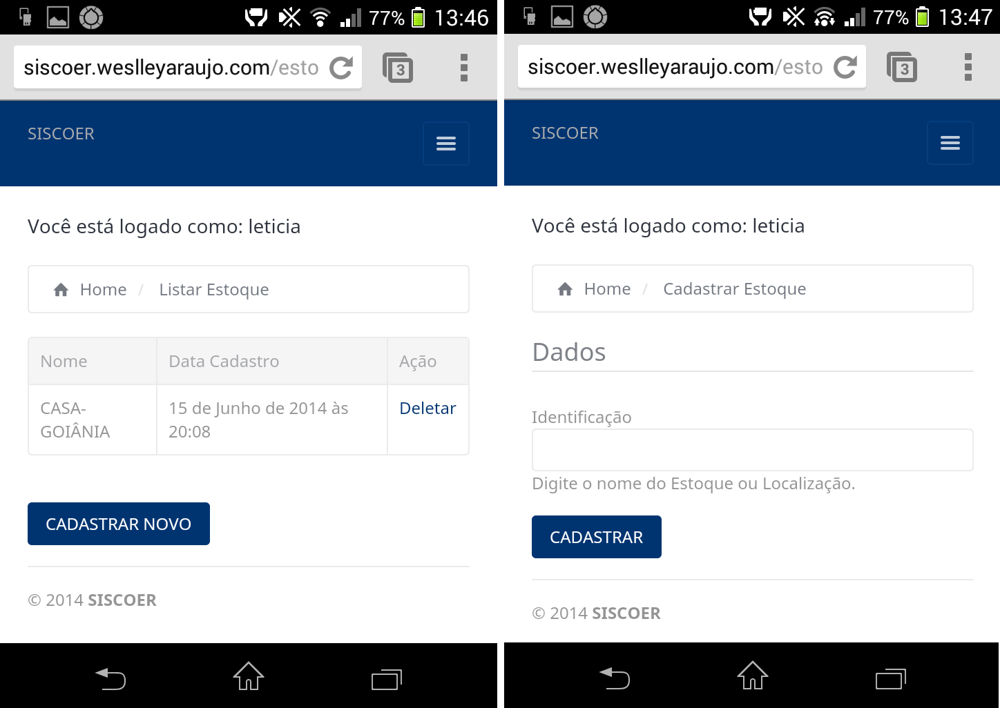 77% 13:46
siscoer.weslleyaraujo.com/esto
3
SISCOER
Você está logado como: leticia
Home / Listar Estoque
Nome Data Cadastro Ação
CASA-GOIÂNIA 15 de Junho de 2014 às 20:08 Deletar
CADASTRAR NOVO
© 2014 SISCOER
77% 13:47
siscoer.weslleyaraujo.com/esto
3
SISCOER
Você está logado como: leticia
Home / Cadastrar Estoque
Dados
Identificação
Digite o nome do Estoque ou Localização.
CADASTRAR
© 2014 SISCOER